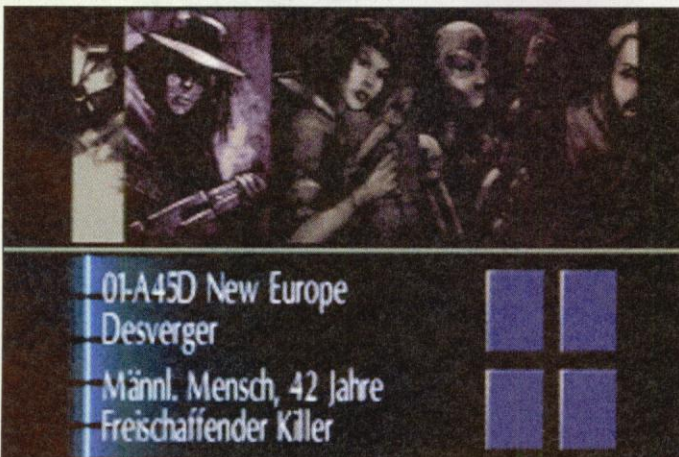 01-A45D New Europe
Desverger
Männl. Mensch, 42 Jahre
Freischaffender Killer